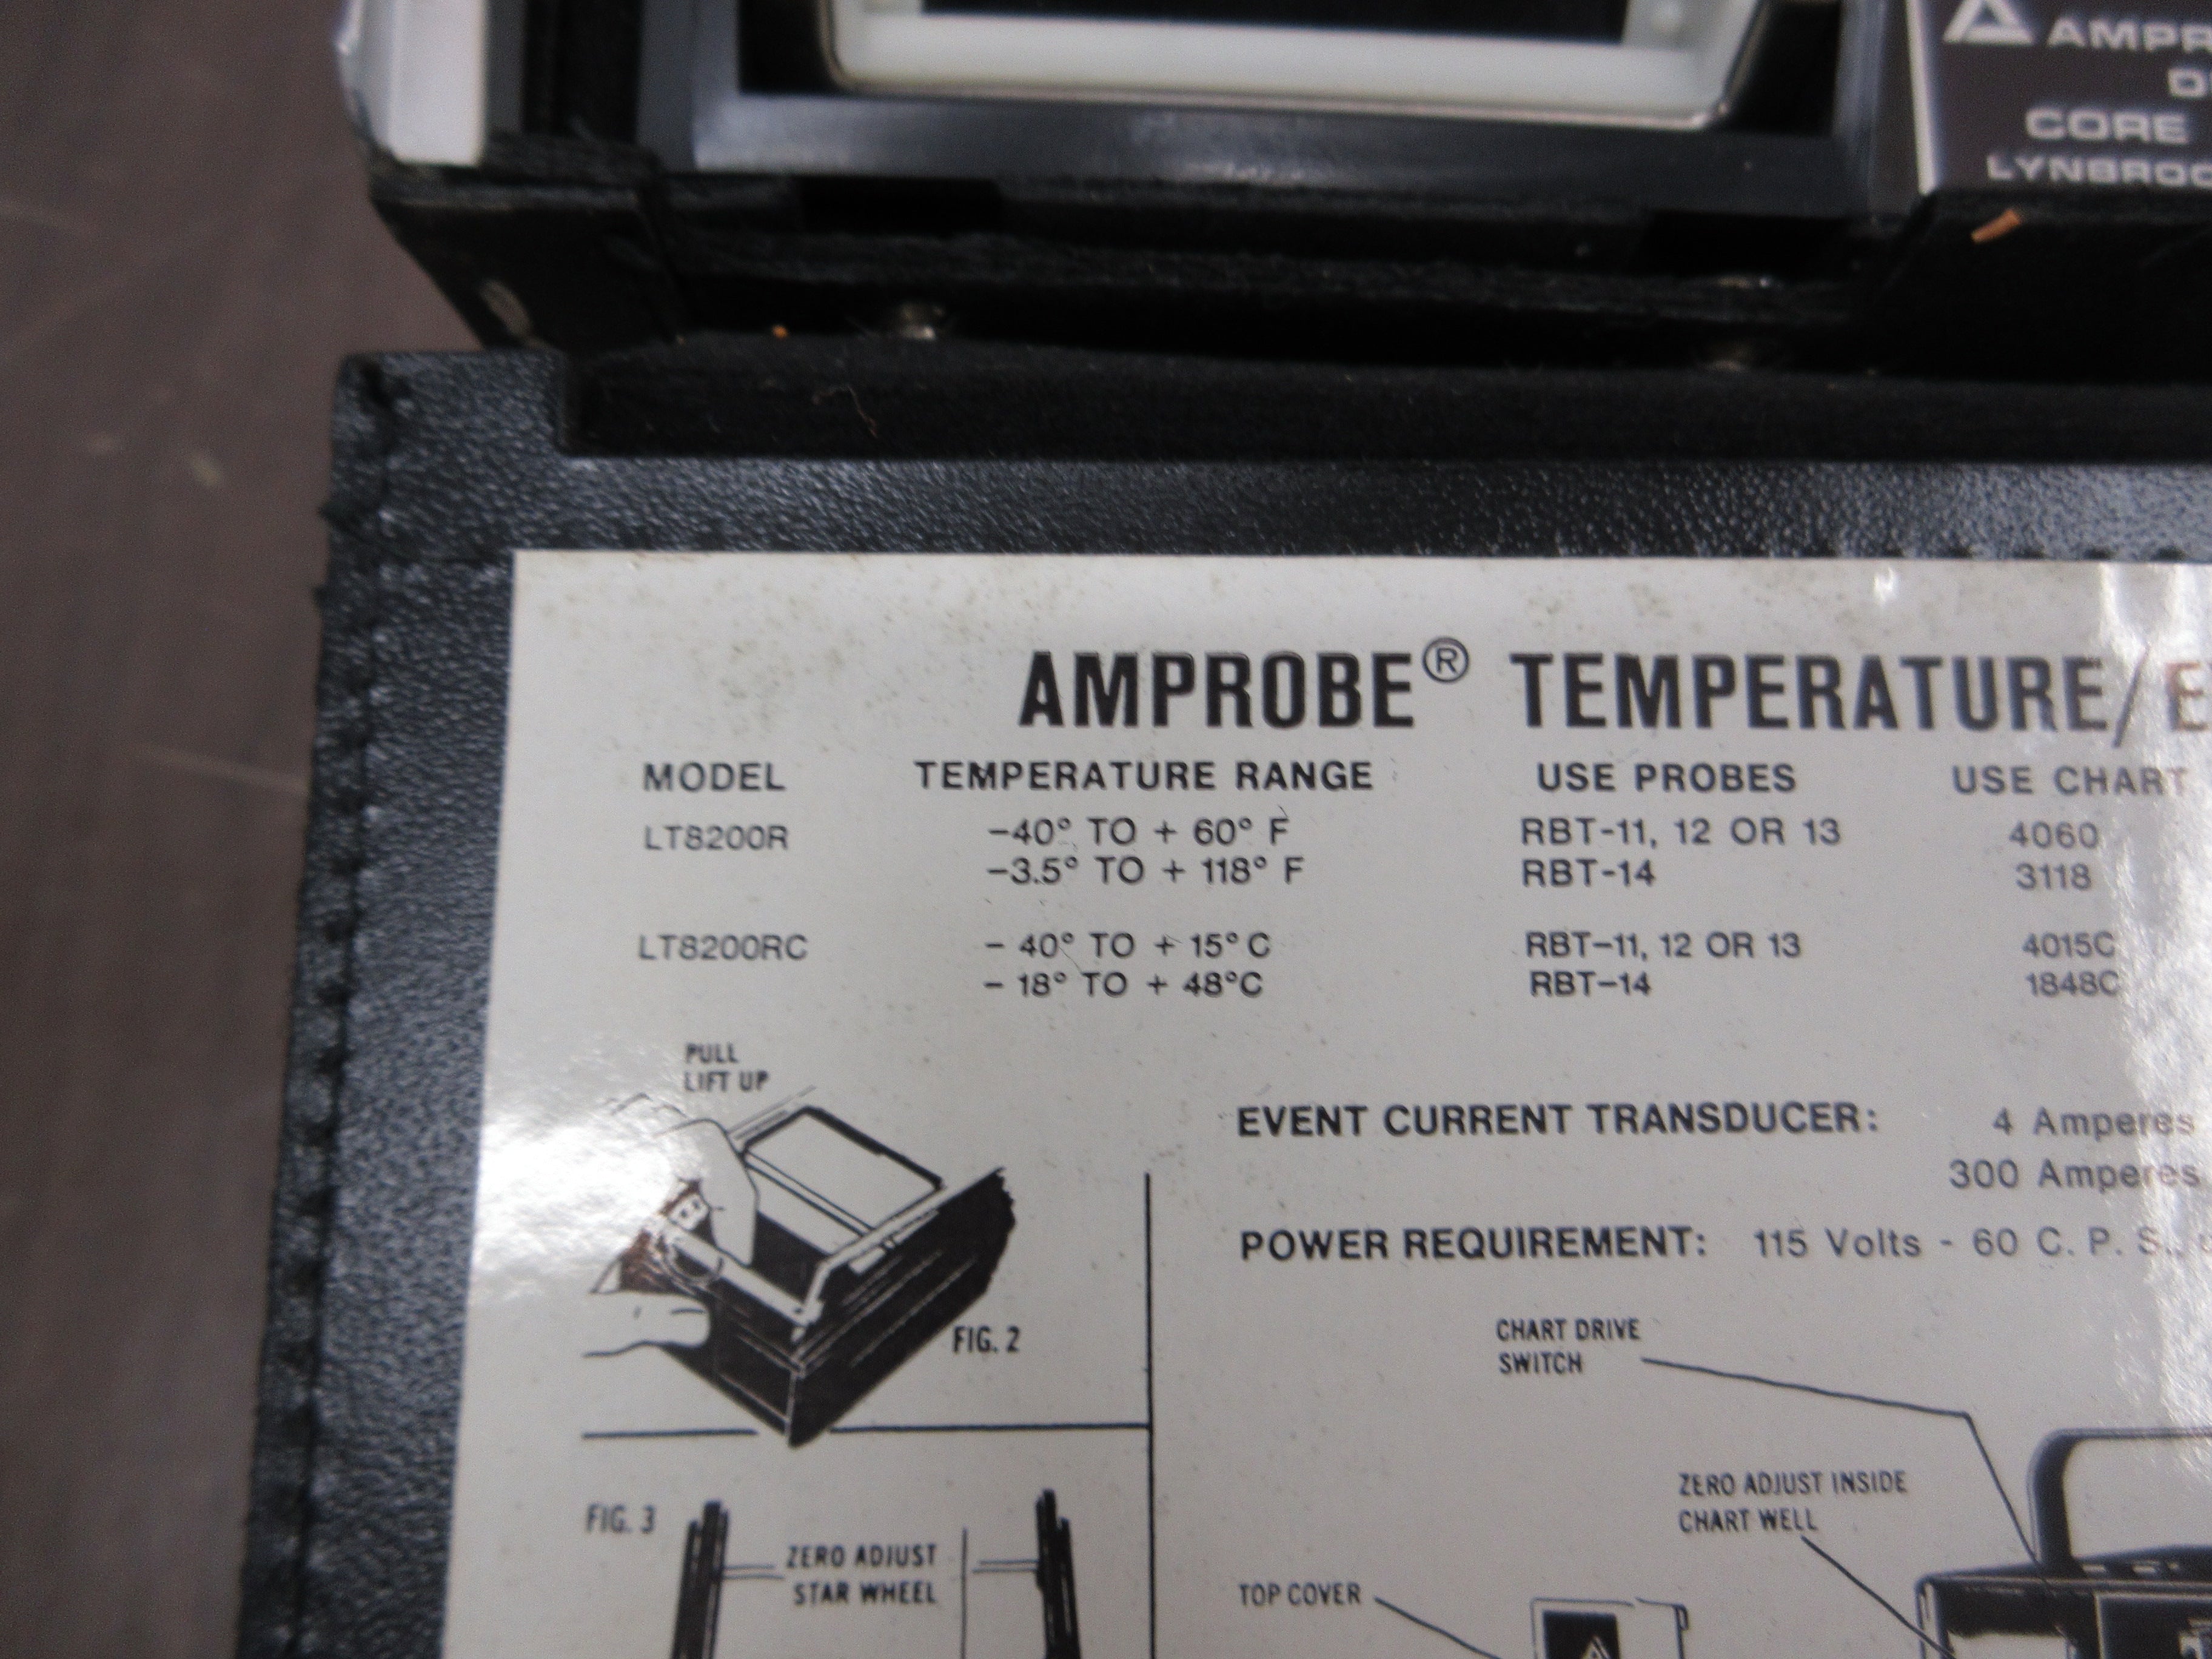 AMPR
CORE
AMPROBE® TEMPERATURE/E
MODEL TEMPERATURE RANGE USE PROBES USE CHART
LT8200R −40° TO + 60° F RBT-11, 12 OR 13 4060
−3.5° TO + 118° F RBT-14 3118
LT8200RC − 40° TO + 15°C RBT−11, 12 OR 13 4015C
− 18° TO + 48°C RBT−14 1848C
PULL
LIFT UP
EVENT CURRENT TRANSDUCER: 4 Amperes
300 Amperes
POWER REQUIREMENT: 115 Volts - 60 C. P. S.
FIG. 2
CHART DRIVE
SWITCH
ZERO ADJUST INSIDE
CHART WELL
FIG. 3
ZERO ADJUST
STAR WHEEL
TOP COVER